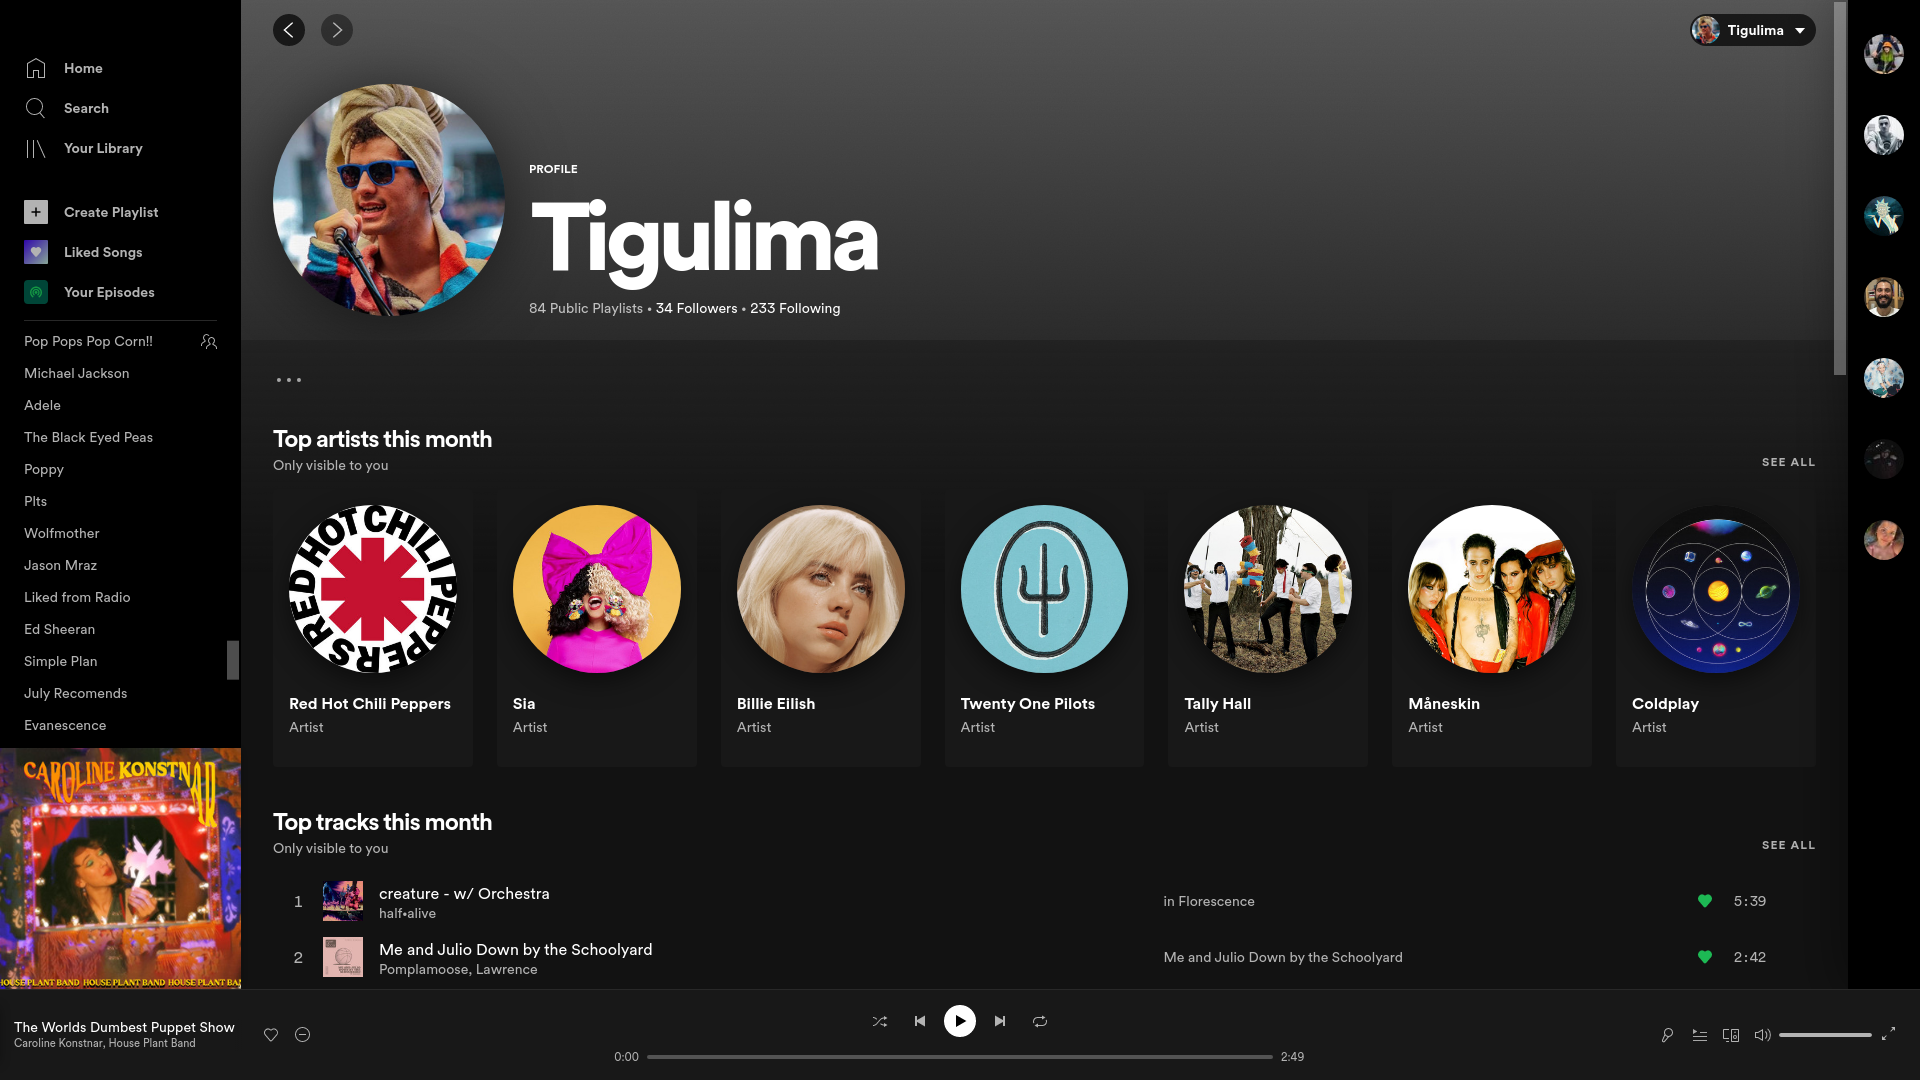 Home
Search
Your Library
Create Playlist
Liked Songs
Your Episodes
Pop Pops Pop Corn!!
Michael Jackson
Adele
The Black Eyed Peas
Poppy
Plts
Wolfmother
Jason Mraz
Liked from Radio
Ed Sheeran
Simple Plan
July Recomends
Evanescence
CAROLINE KONSTNAR
HOUSE PLANT BAND HOUSE PLANT BAND HOUSE PLANT BAN
Tigulima
PROFILE
Tigulima
84 Public Playlists • 34 Followers • 233 Following
Top artists this month
Only visible to you
SEE ALL
RED HOT CHILI PEPPERS
Red Hot Chili Peppers
Artist
Sia
Artist
Billie Eilish
Artist
Twenty One Pilots
Artist
Tally Hall
Artist
Måneskin
Artist
Coldplay
Artist
Top tracks this month
Only visible to you
SEE ALL
1
creature - w/ Orchestra
half•alive
in Florescence
5:39
2
Me and Julio Down by the Schoolyard
Pomplamoose, Lawrence
Me and Julio Down by the Schoolyard
2:42
The Worlds Dumbest Puppet Show
Caroline Konstnar, House Plant Band
0:00
2:49